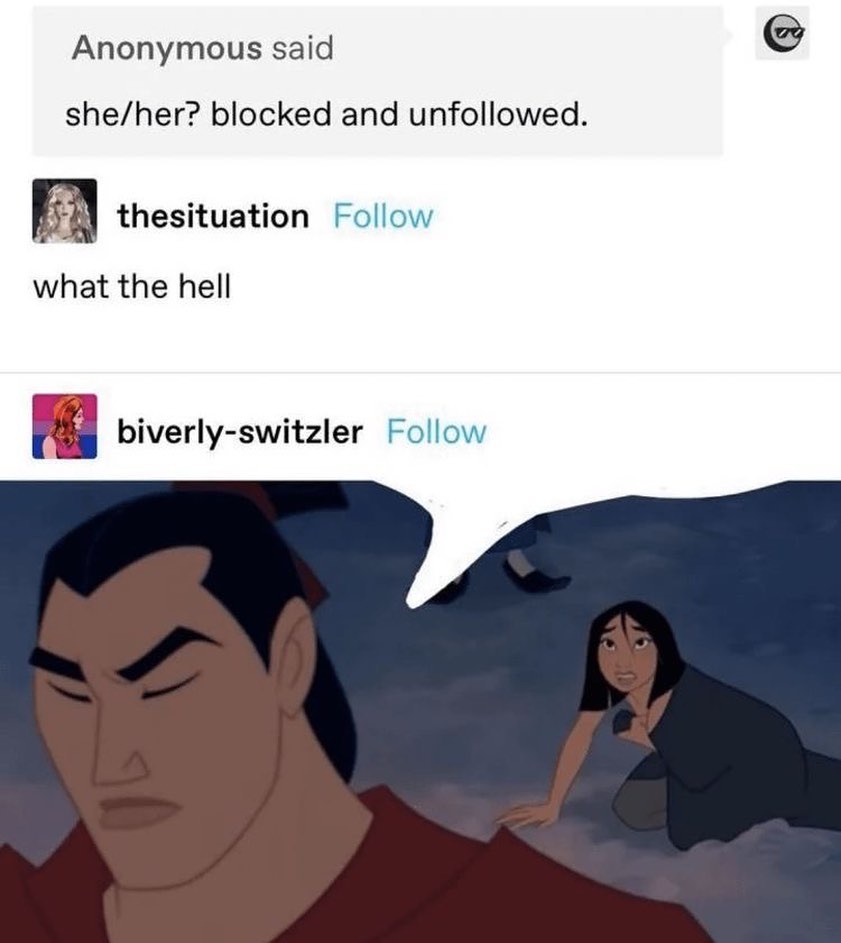 Anonymous said
she/her? blocked and unfollowed.
thesituation Follow
what the hell
biverly-switzler Follow